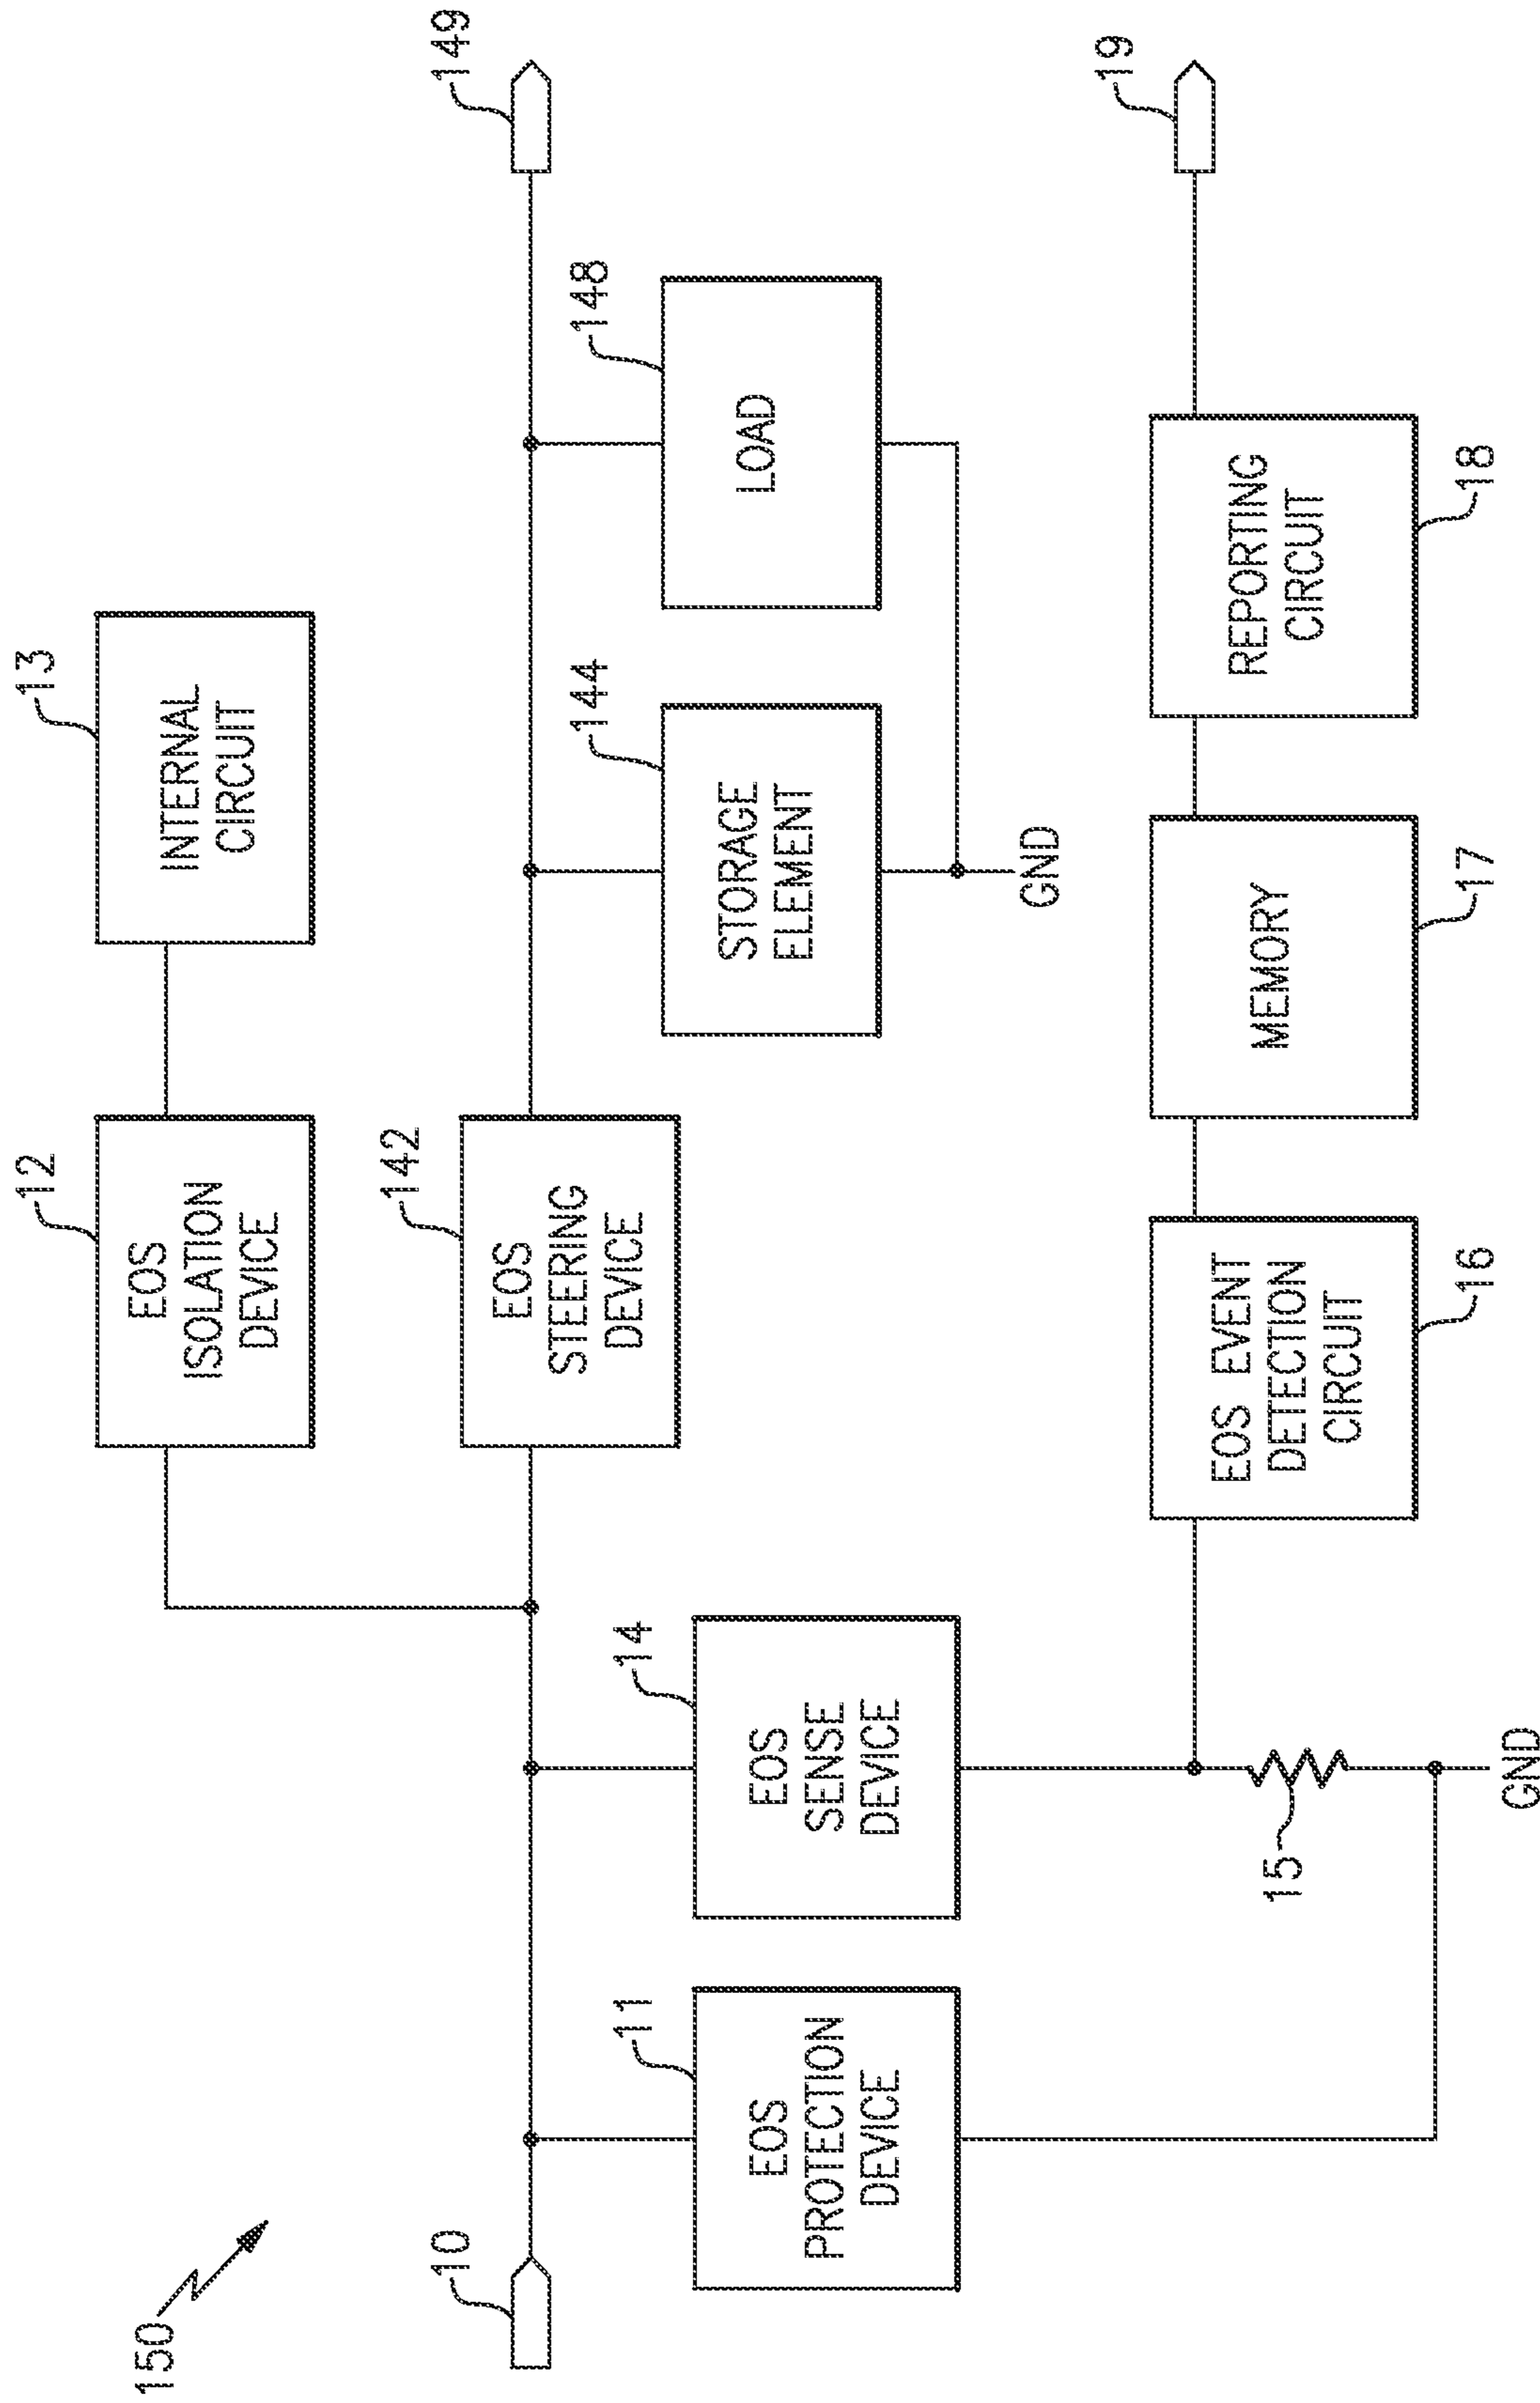 150
12
EOS
ISOLATION
DEVICE
13
INTERNAL
CIRCUIT
10
142
EOS
STEERING
DEVICE
149
11
EOS
PROTECTION
DEVICE
14
EOS
SENSE
DEVICE
144
STORAGE
ELEMENT
148
LOAD
GND
19
15
EOS EVENT
DETECTION
CIRCUIT
16
MEMORY
17
REPORTING
CIRCUIT
18
GND